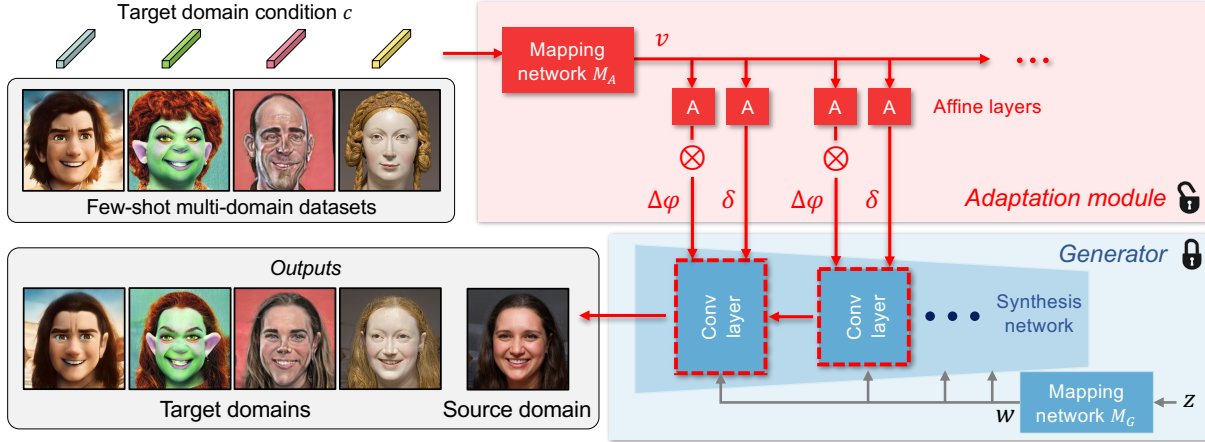 Target domain condition c
Few-shot multi-domain datasets
Mapping
network M_A
v
A
A
A
A
Affine layers
Δφ
δ
Δφ
δ
Adaptation module
Outputs
Target domains
Source domain
Generator
Conv
layer
Conv
layer
Synthesis
network
w
Mapping
network M_G
z